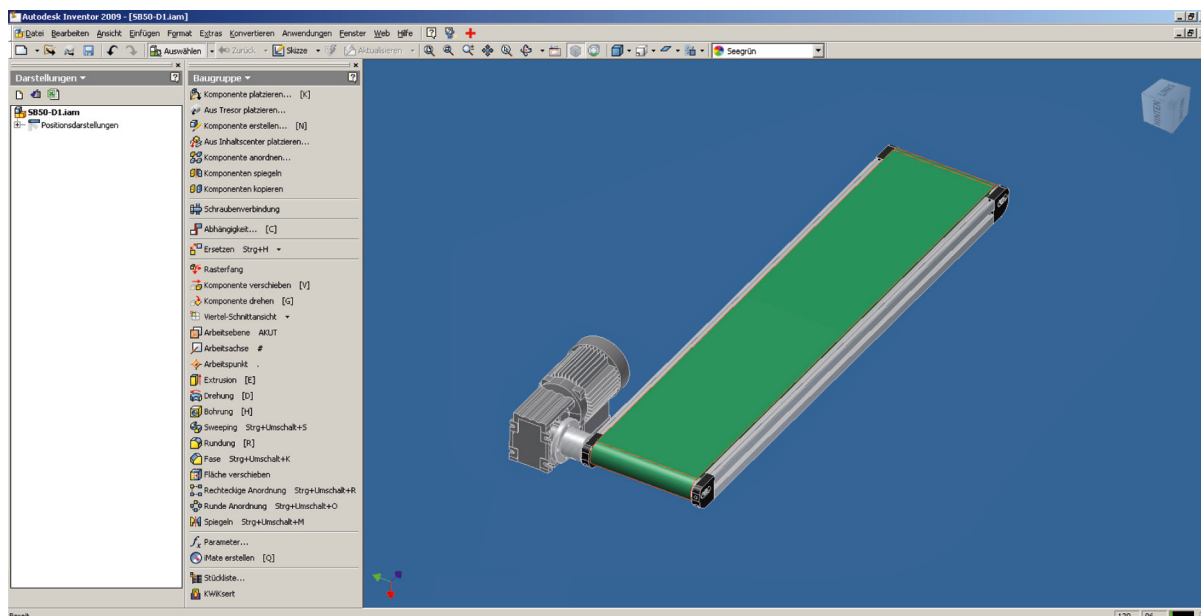 Autodesk Inventor 2009 - [SB50-D1.iam]
Datei Bearbeiten Ansicht Einfügen Format Extras Konvertieren Anwendungen Fenster Web Hilfe
Auswählen Zurück Skizze Aktualisieren Seegrün
Darstellungen
SB50-D1.iam
Positionsdarstellungen
Baugruppe
Komponente platzieren... [K]
Aus Tresor platzieren...
Komponente erstellen... [N]
Aus Inhaltscenter platzieren...
Komponente anordnen...
Komponenten spiegeln
Komponenten kopieren
Schraubenverbindung
Abhängigkeit... [C]
Ersetzen Strg+H
Rasterfang
Komponente verschieben [V]
Komponente drehen [G]
Viertel-Schnittansicht
Arbeitsebene AKUT
Arbeitsachse #
Arbeitspunkt .
Extrusion [E]
Drehung [D]
Bohrung [H]
Sweeping Strg+Umschalt+S
Rundung [R]
Fase Strg+Umschalt+K
Fläche verschieben
Rechteckige Anordnung Strg+Umschalt+R
Runde Anordnung Strg+Umschalt+O
Spiegeln Strg+Umschalt+M
Parameter...
iMate erstellen [Q]
Stückliste...
KWiKsert
HINTEN